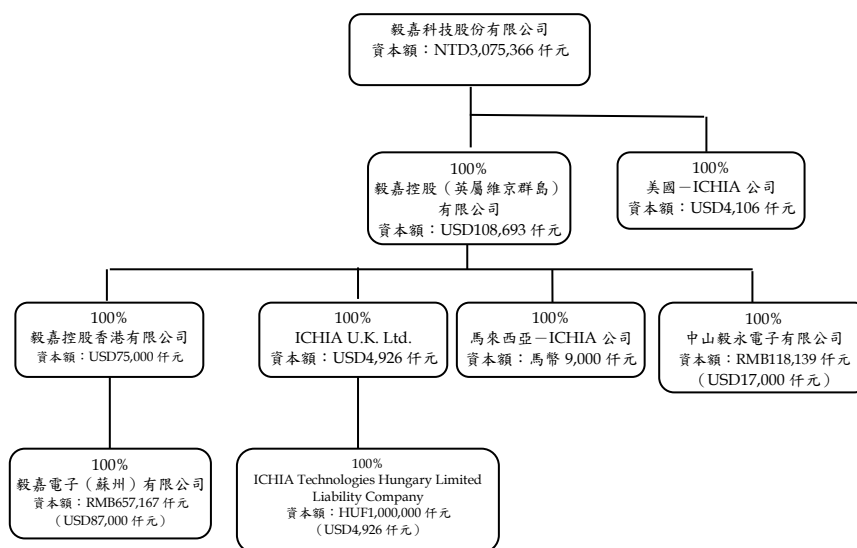 毅嘉科技股份有限公司
資本額：NTD3,075,366 仟元
100%
毅嘉控股（英屬維京群島）
有限公司
資本額：USD108,693 仟元
100%
美國－ICHIA 公司
資本額：USD4,106 仟元
100%
毅嘉控股香港有限公司
資本額：USD75,000 仟元
100%
ICHIA U.K. Ltd.
資本額：USD4,926 仟元
100%
馬來西亞－ICHIA 公司
資本額：馬幣 9,000 仟元
100%
中山毅永電子有限公司
資本額：RMB118,139 仟元
（USD17,000 仟元）
100%
毅嘉電子（蘇州）有限公司
資本額：RMB657,167 仟元
(USD87,000 仟元)
100%
ICHIA Technologies Hungary Limited
Liability Company
資本額：HUF1,000,000 仟元
(USD4,926 仟元)